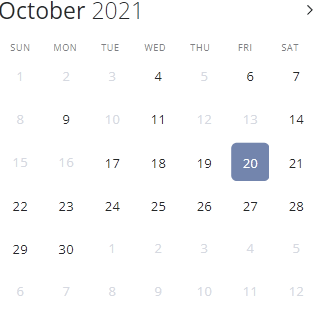 October 2021 >
SUN MON TUE WED THU FRI SAT
1 2 3 4 5 6 7
8 9 10 11 12 13 14
15 16 17 18 19 20 21
22 23 24 25 26 27 28
29 30 1 2 3 4 5
6 7 8 9 10 11 12